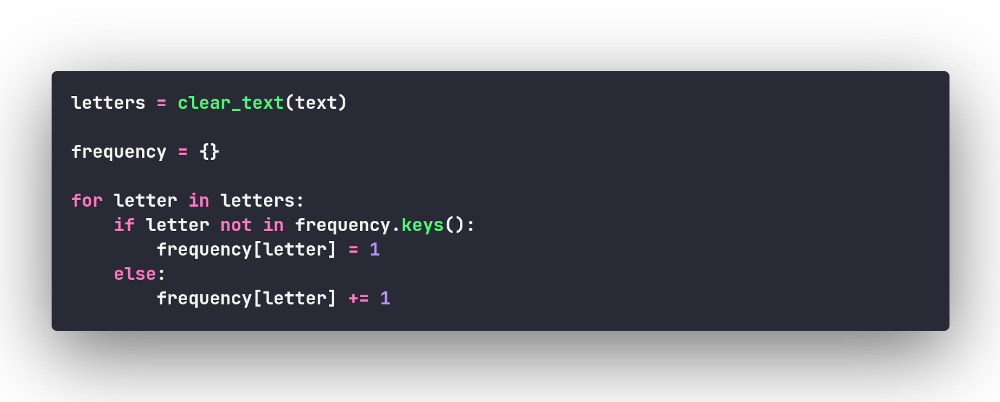 letters = clear_text(text)
frequency = {}
for letter in letters:
    if letter not in frequency.keys():
        frequency[letter] = 1
    else:
        frequency[letter] += 1